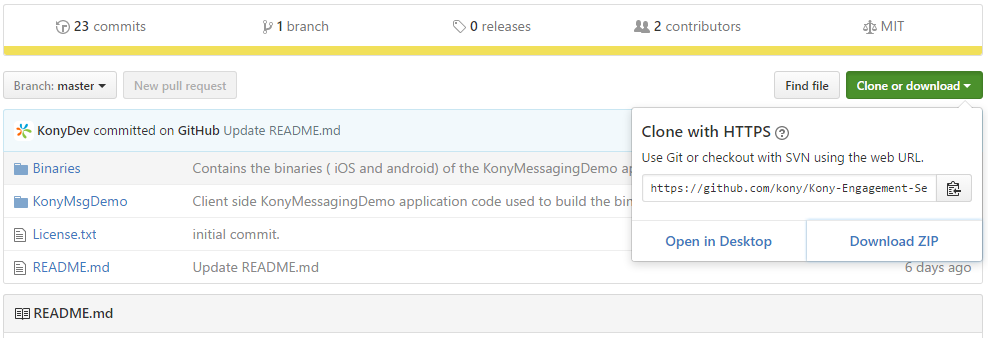 23 commits 1 branch 0 releases 2 contributors MIT
Branch: master New pull request Find file Clone or download
KonyDev committed on GitHub Update README.md
Clone with HTTPS ?
Use Git or checkout with SVN using the web URL.
https://github.com/kony/Kony-Engagement-Se
Open in Desktop Download ZIP
Binaries Contains the binaries ( iOS and android) of the KonyMessagingDemo ap
KonyMsgDemo Client side KonyMessagingDemo application code used to build the bin
License.txt initial commit.
README.md Update README.md 6 days ago
README.md